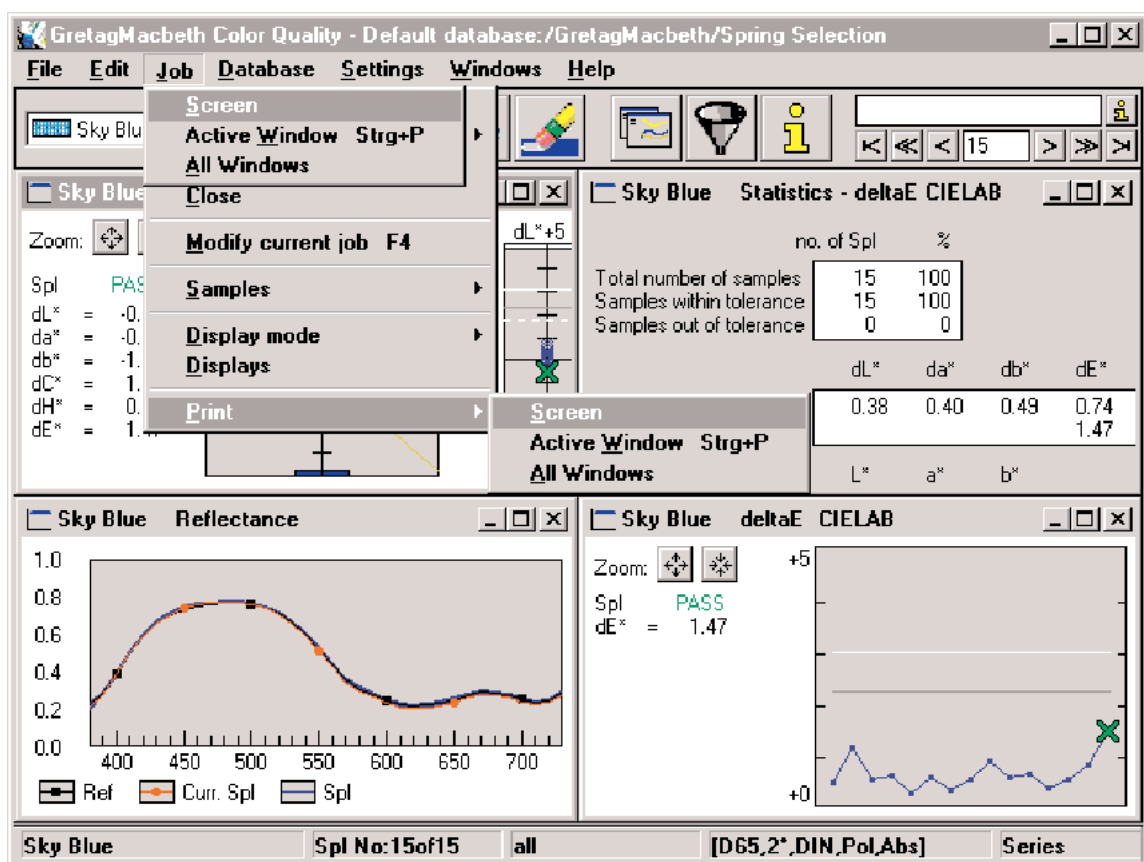 GretagMacbeth Color Quality - Default database:/GretagMacbeth/Spring Selection
File Edit Job Database Settings Windows Help
Sky Blu
15
Screen
Active Window Strg+P
All Windows
Close
Modify current job F4
Samples
Display mode
Displays
Print
Screen
Active Window Strg+P
All Windows
Sky Blue
Zoom:
dL*+5
Spl PAS
dL* = -0.
da* = -0.
db* = -1.
dC* = 1.
dH* = 0.
dE* =
Sky Blue Statistics - deltaE CIELAB
no. of Spl %
Total number of samples 15 100
Samples within tolerance 15 100
Samples out of tolerance 0 0
dL* da* db* dE*
0.38 0.40 0.49 0.74
1.47
L* a* b*
Sky Blue Reflectance
1.0
0.8
0.6
0.4
0.2
0.0
400 450 500 550 600 650 700
Ref Curr. Spl Spl
Sky Blue deltaE CIELAB
Zoom:
+5
Spl PASS
dE* = 1.47
+0
Sky Blue Spl No:15of15 all [D65,2°,DIN,Pol,Abs] Series